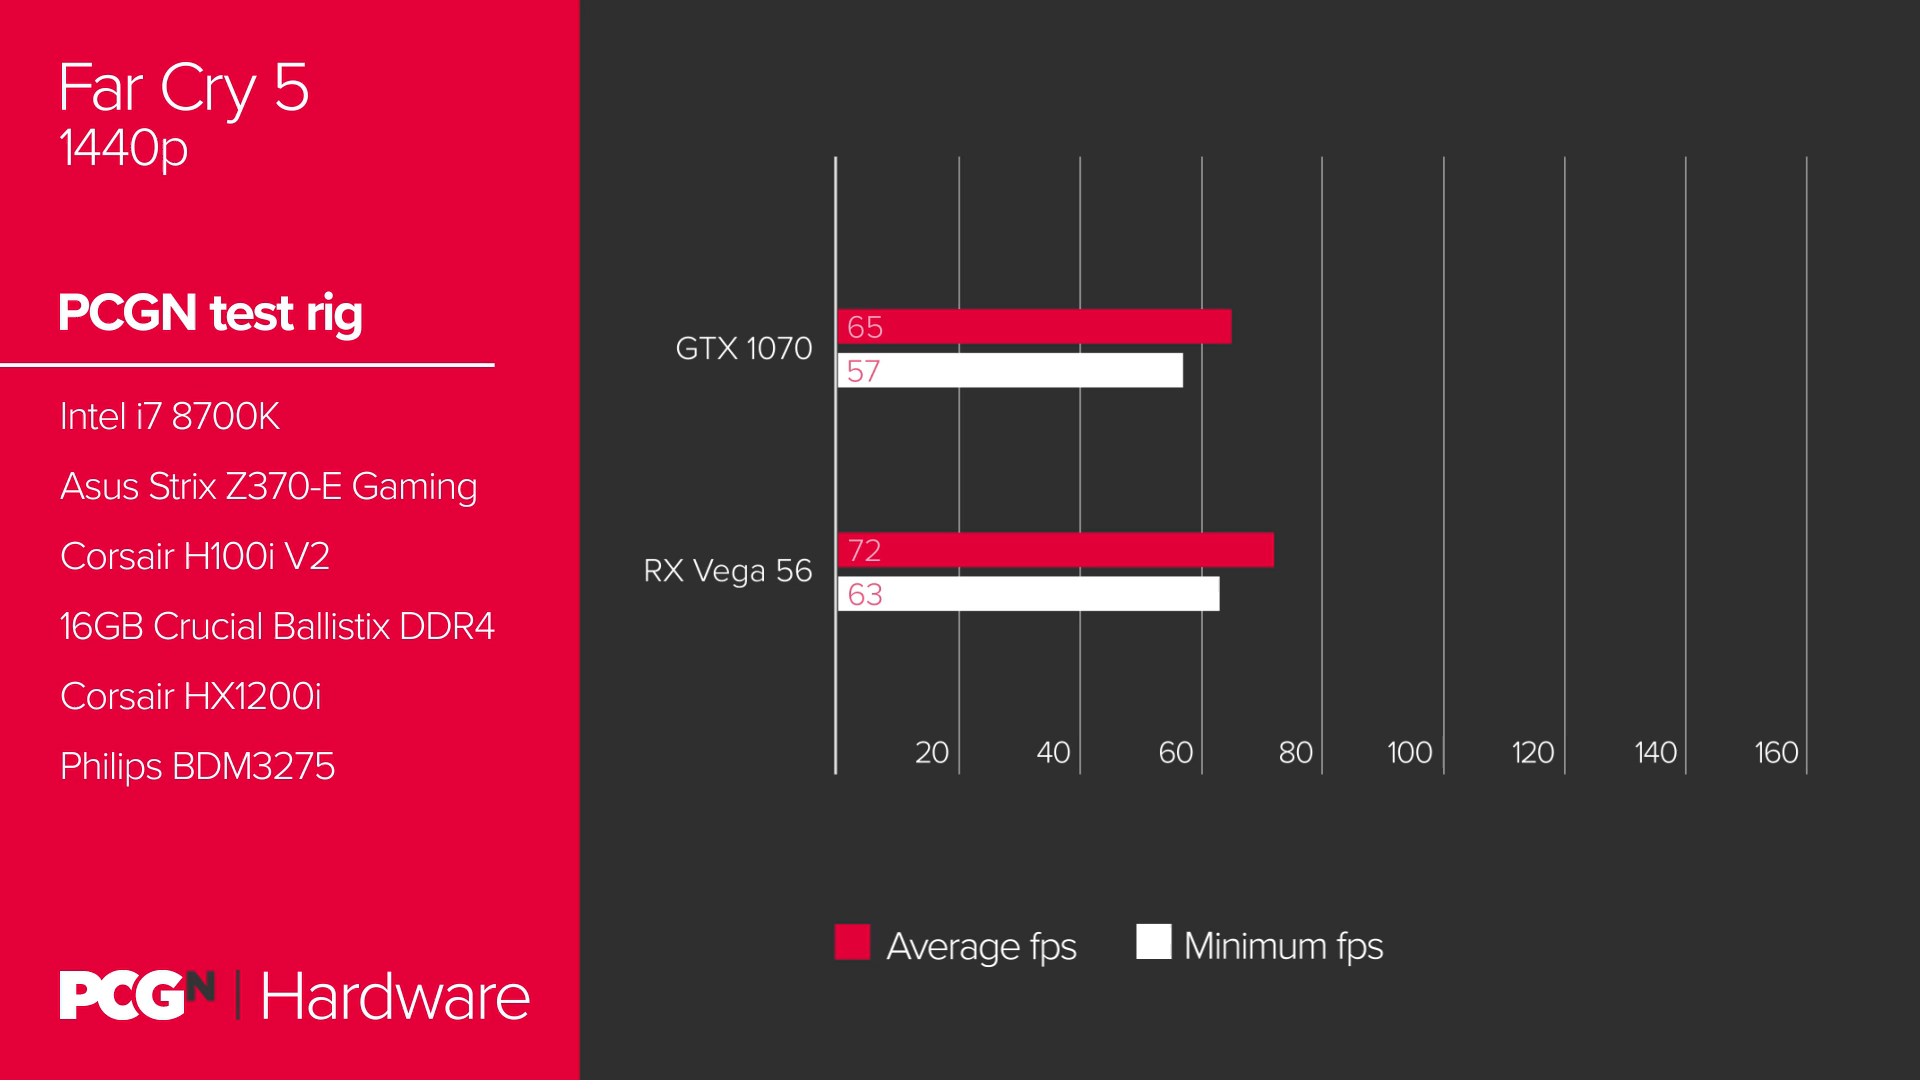 Far Cry 5
1440p
PCGN test rig
Intel i7 8700K
Asus Strix Z370-E Gaming
Corsair H100i V2
16GB Crucial Ballistix DDR4
Corsair HX1200i
Philips BDM3275
PCGN | Hardware
GTX 1070
65
57
RX Vega 56
72
63
20 40 60 80 100 120 140 160
Average fps Minimum fps